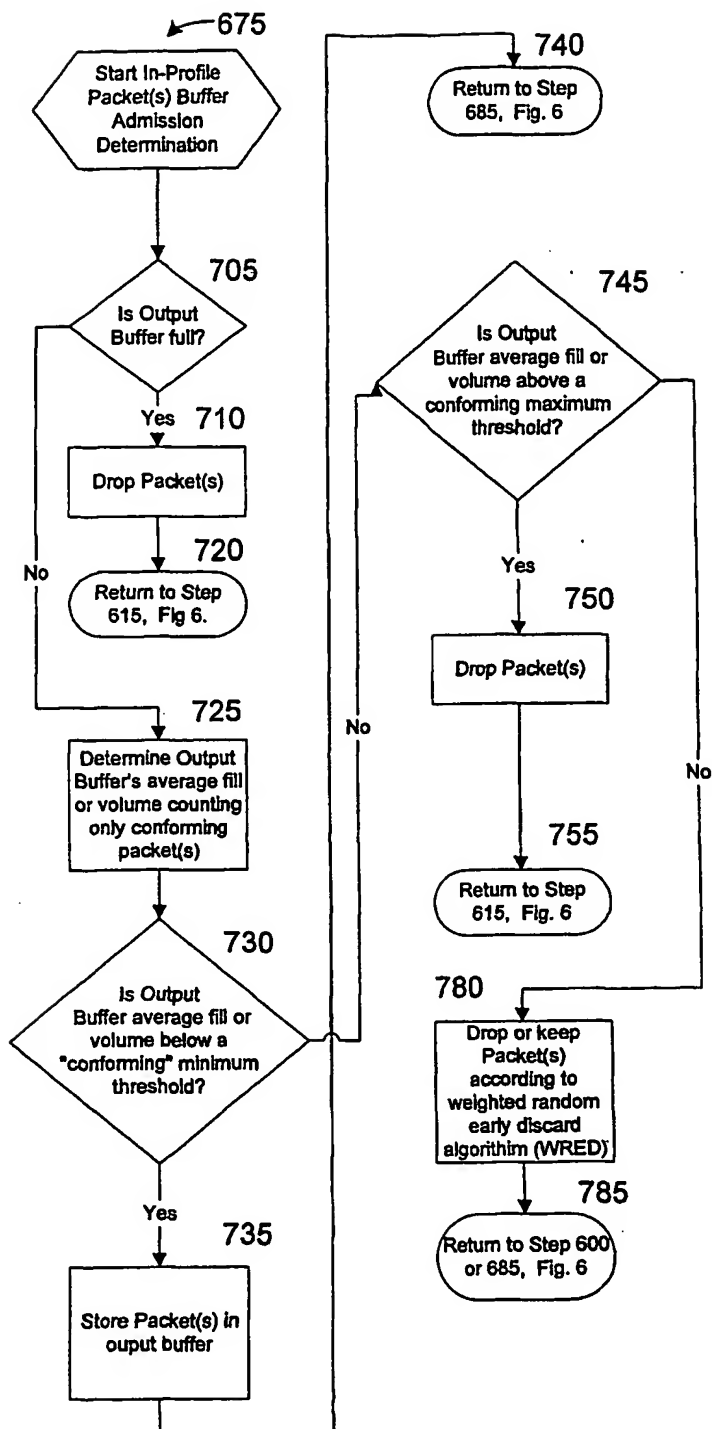 675
Start In-Profile
Packet(s) Buffer
Admission
Determination
705
Is Output
Buffer full?
Yes
710
Drop Packet(s)
720
No
Return to Step
615, Fig 6.
725
Determine Output
Buffer's average fill
or volume counting
only conforming
packet(s)
730
Is Output
Buffer average fill or
volume below a
"conforming" minimum
threshold?
Yes
735
Store Packet(s) in
ouput buffer
740
Return to Step
685, Fig. 6
745
Is Output
Buffer average fill or
volume above a
conforming maximum
threshold?
Yes
750
Drop Packet(s)
No
No
755
Return to Step
615, Fig. 6
780
Drop or keep
Packet(s)
according to
weighted random
early discard
algorithim (WRED)
785
Return to Step 600
or 685, Fig. 6